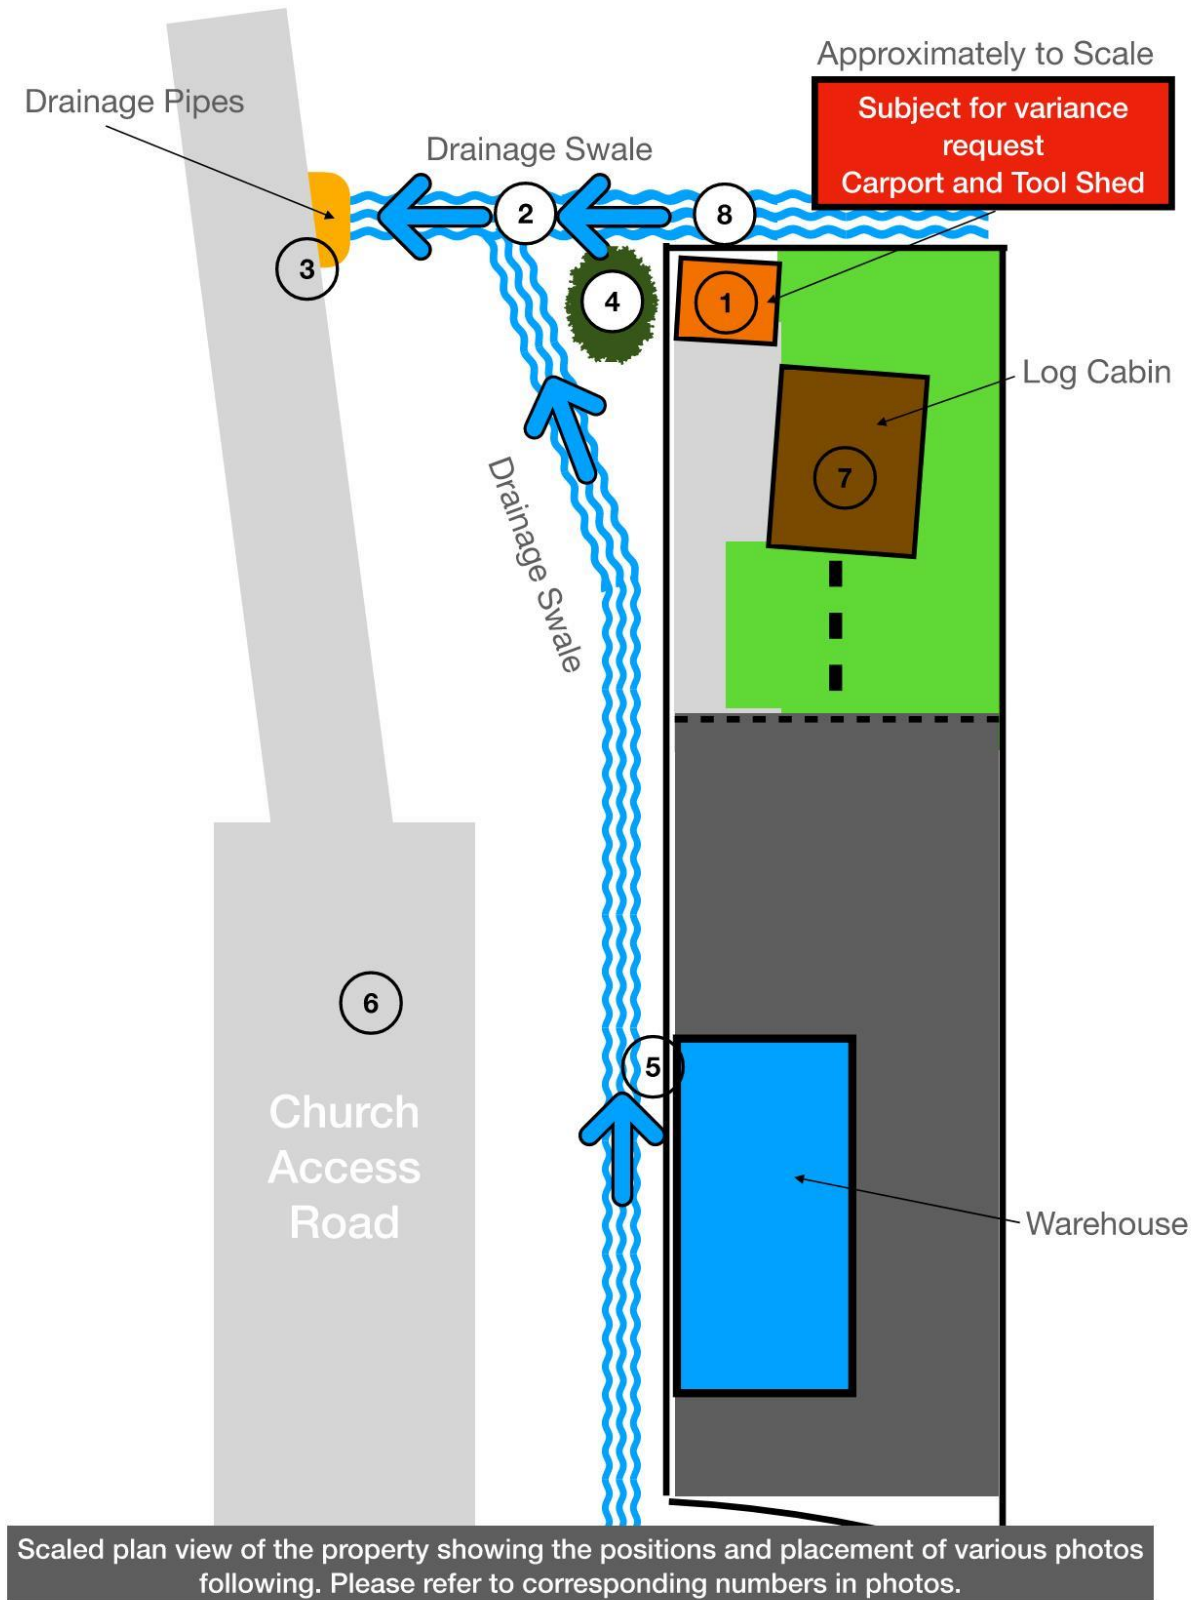 Approximately to Scale
Subject for variance
request
Carport and Tool Shed
Drainage Pipes
Drainage Swale
2
8
3
4
1
Log Cabin
7
Drainage Swale
6
5
Church
Access
Road
Warehouse
Scaled plan view of the property showing the positions and placement of various photos
following. Please refer to corresponding numbers in photos.